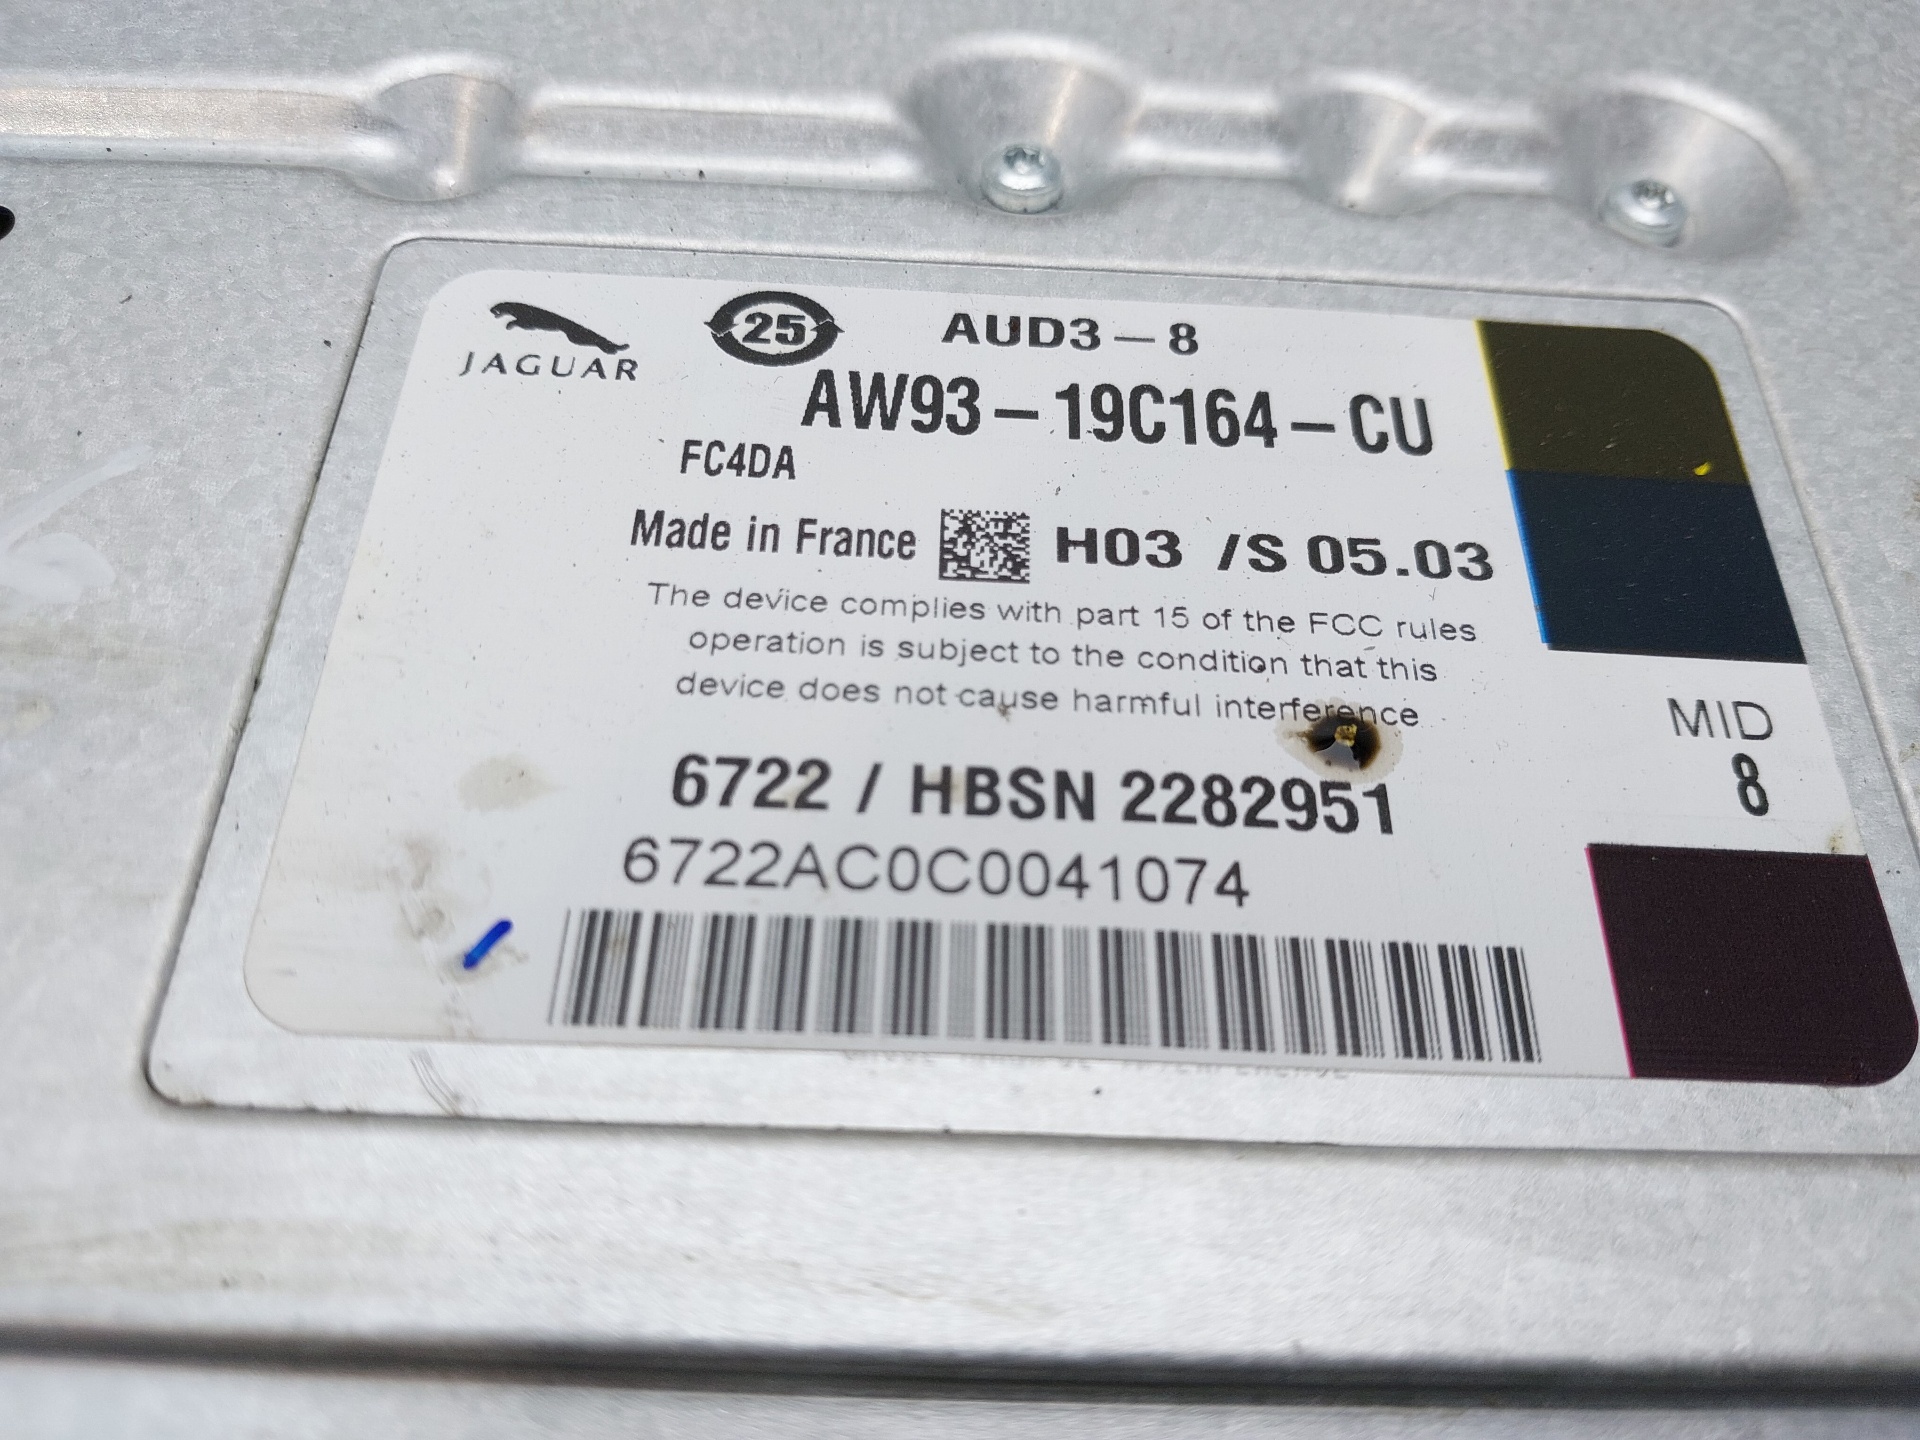 JAGUAR
25
AUD3-8
AW93-19C164-CU
FC4DA
Made in France H03 /S 05.03
The device complies with part 15 of the FCC rules
operation is subject to the condition that this
device does not cause harmful interference
MID
8
6722 / HBSN 2282951
6722AC0C0041074